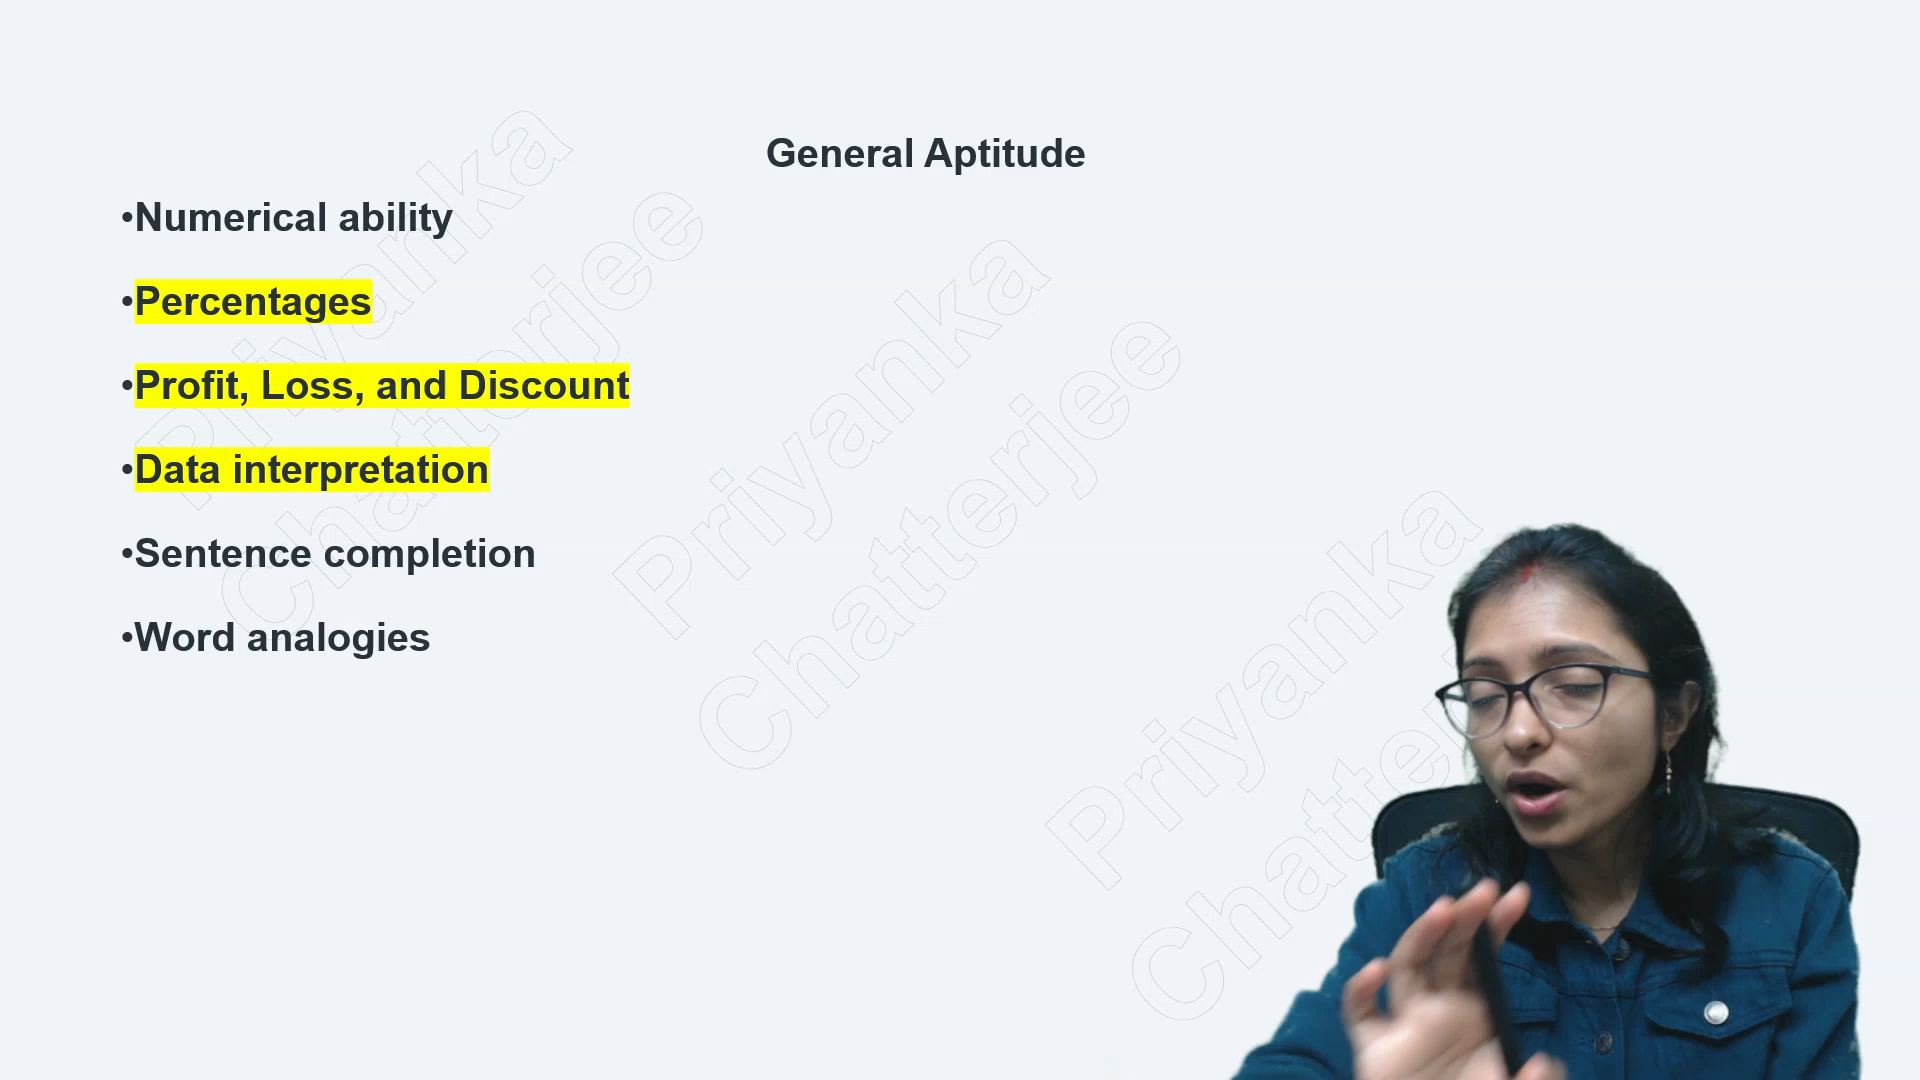 General Aptitude
•Numerical ability
•Percentages
•Profit, Loss, and Discount
•Data interpretation
•Sentence completion
•Word analogies
Priyanka
Chatterjee
Priyanka
Chatterjee
Priyanka